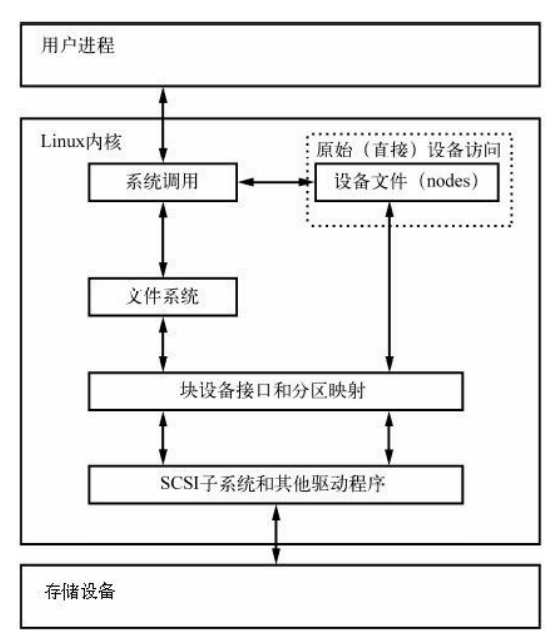 用户进程
Linux内核
原始（直接）设备访问
系统调用
设备文件（nodes）
文件系统
块设备接口和分区映射
SCSI子系统和其他驱动程序
存储设备